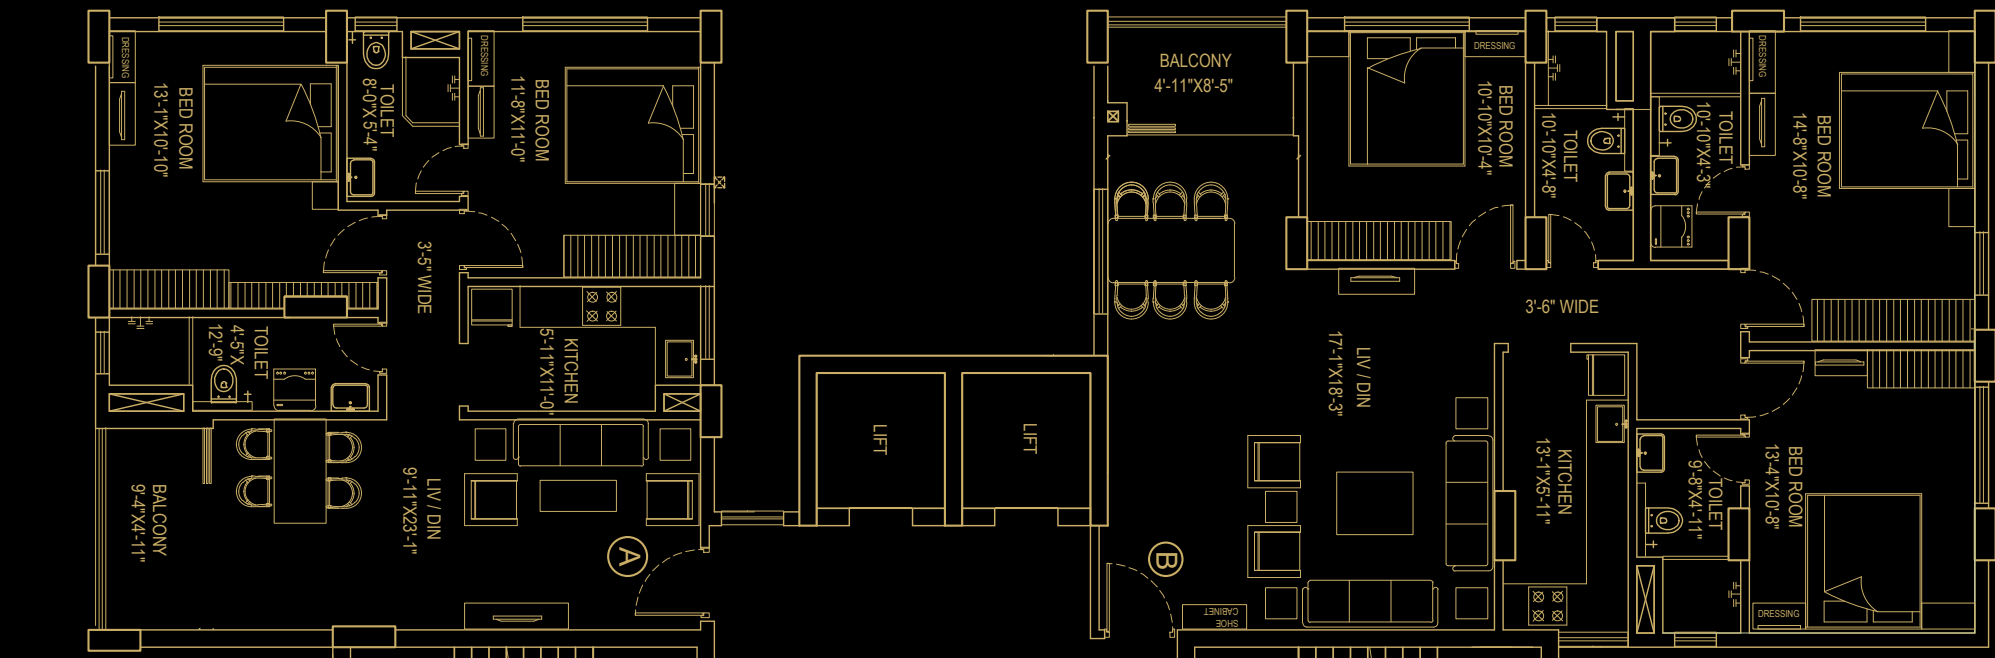 DRESSING
BED ROOM
13'-1"X10'-10"
TOILET
8'-0"X5'-4"
DRESSING
BED ROOM
11'-8"X11'-0"
3'-5" WIDE
TOILET
4'-5"X
12'-9"
KITCHEN
5'-11"X11'-0"
LIV / DIN
9'-11"X23'-1"
BALCONY
9'-4"X4'-11"
A
LIFT
LIFT
BALCONY
4'-11"X8'-5"
DRESSING
BED ROOM
10'-10"X10'-4"
TOILET
10'-10"X4'-8"
TOILET
10'-10"X4'-3"
DRESSING
BED ROOM
14'-8"X10'-8"
3'-6" WIDE
LIV / DIN
17'-1"X18'-3"
KITCHEN
13'-1"X5'-11"
TOILET
9'-8"X4'-11"
BED ROOM
13'-4"X10'-8"
DRESSING
B
SHOE
CABINET